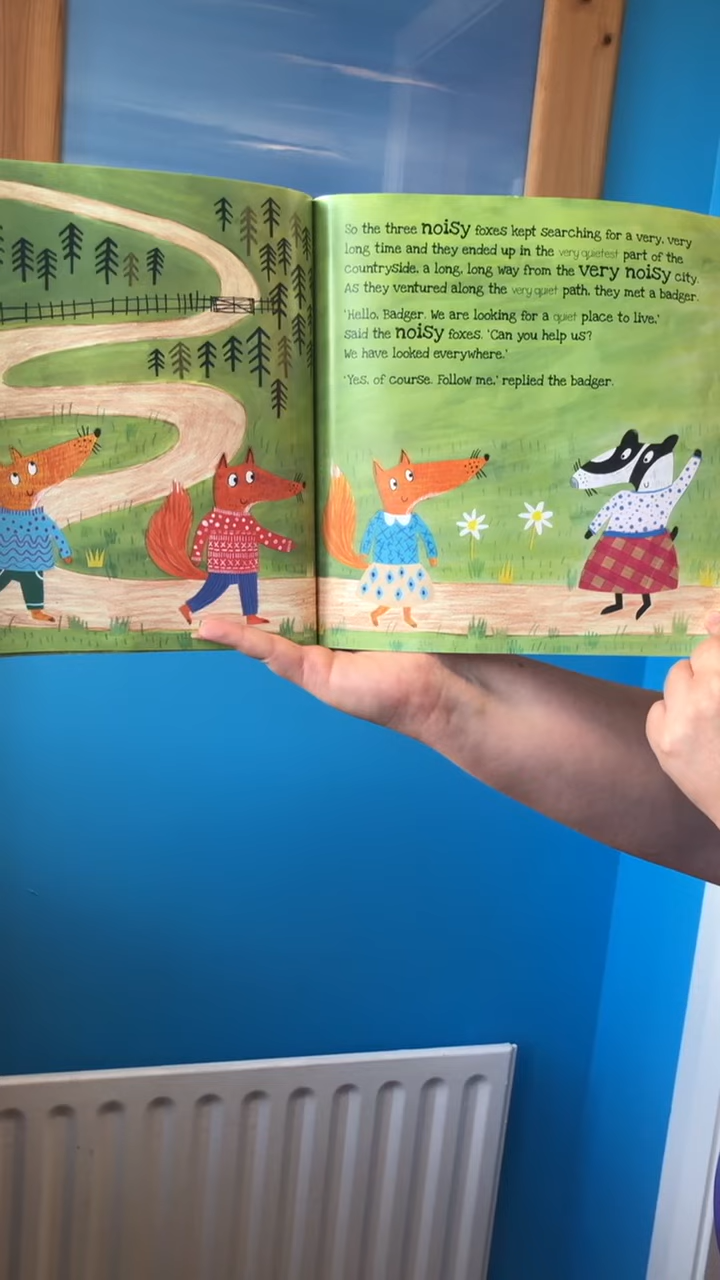 So the three noisy foxes kept searching for a very, very
long time and they ended up in the very quietest part of the
countryside, a long, long way from the very noisy city.
As they ventured along the very quiet path, they met a badger.
'Hello, Badger. We are looking for a quiet place to live,'
said the noisy foxes. 'Can you help us?
We have looked everywhere.'
'Yes, of course. Follow me,' replied the badger.